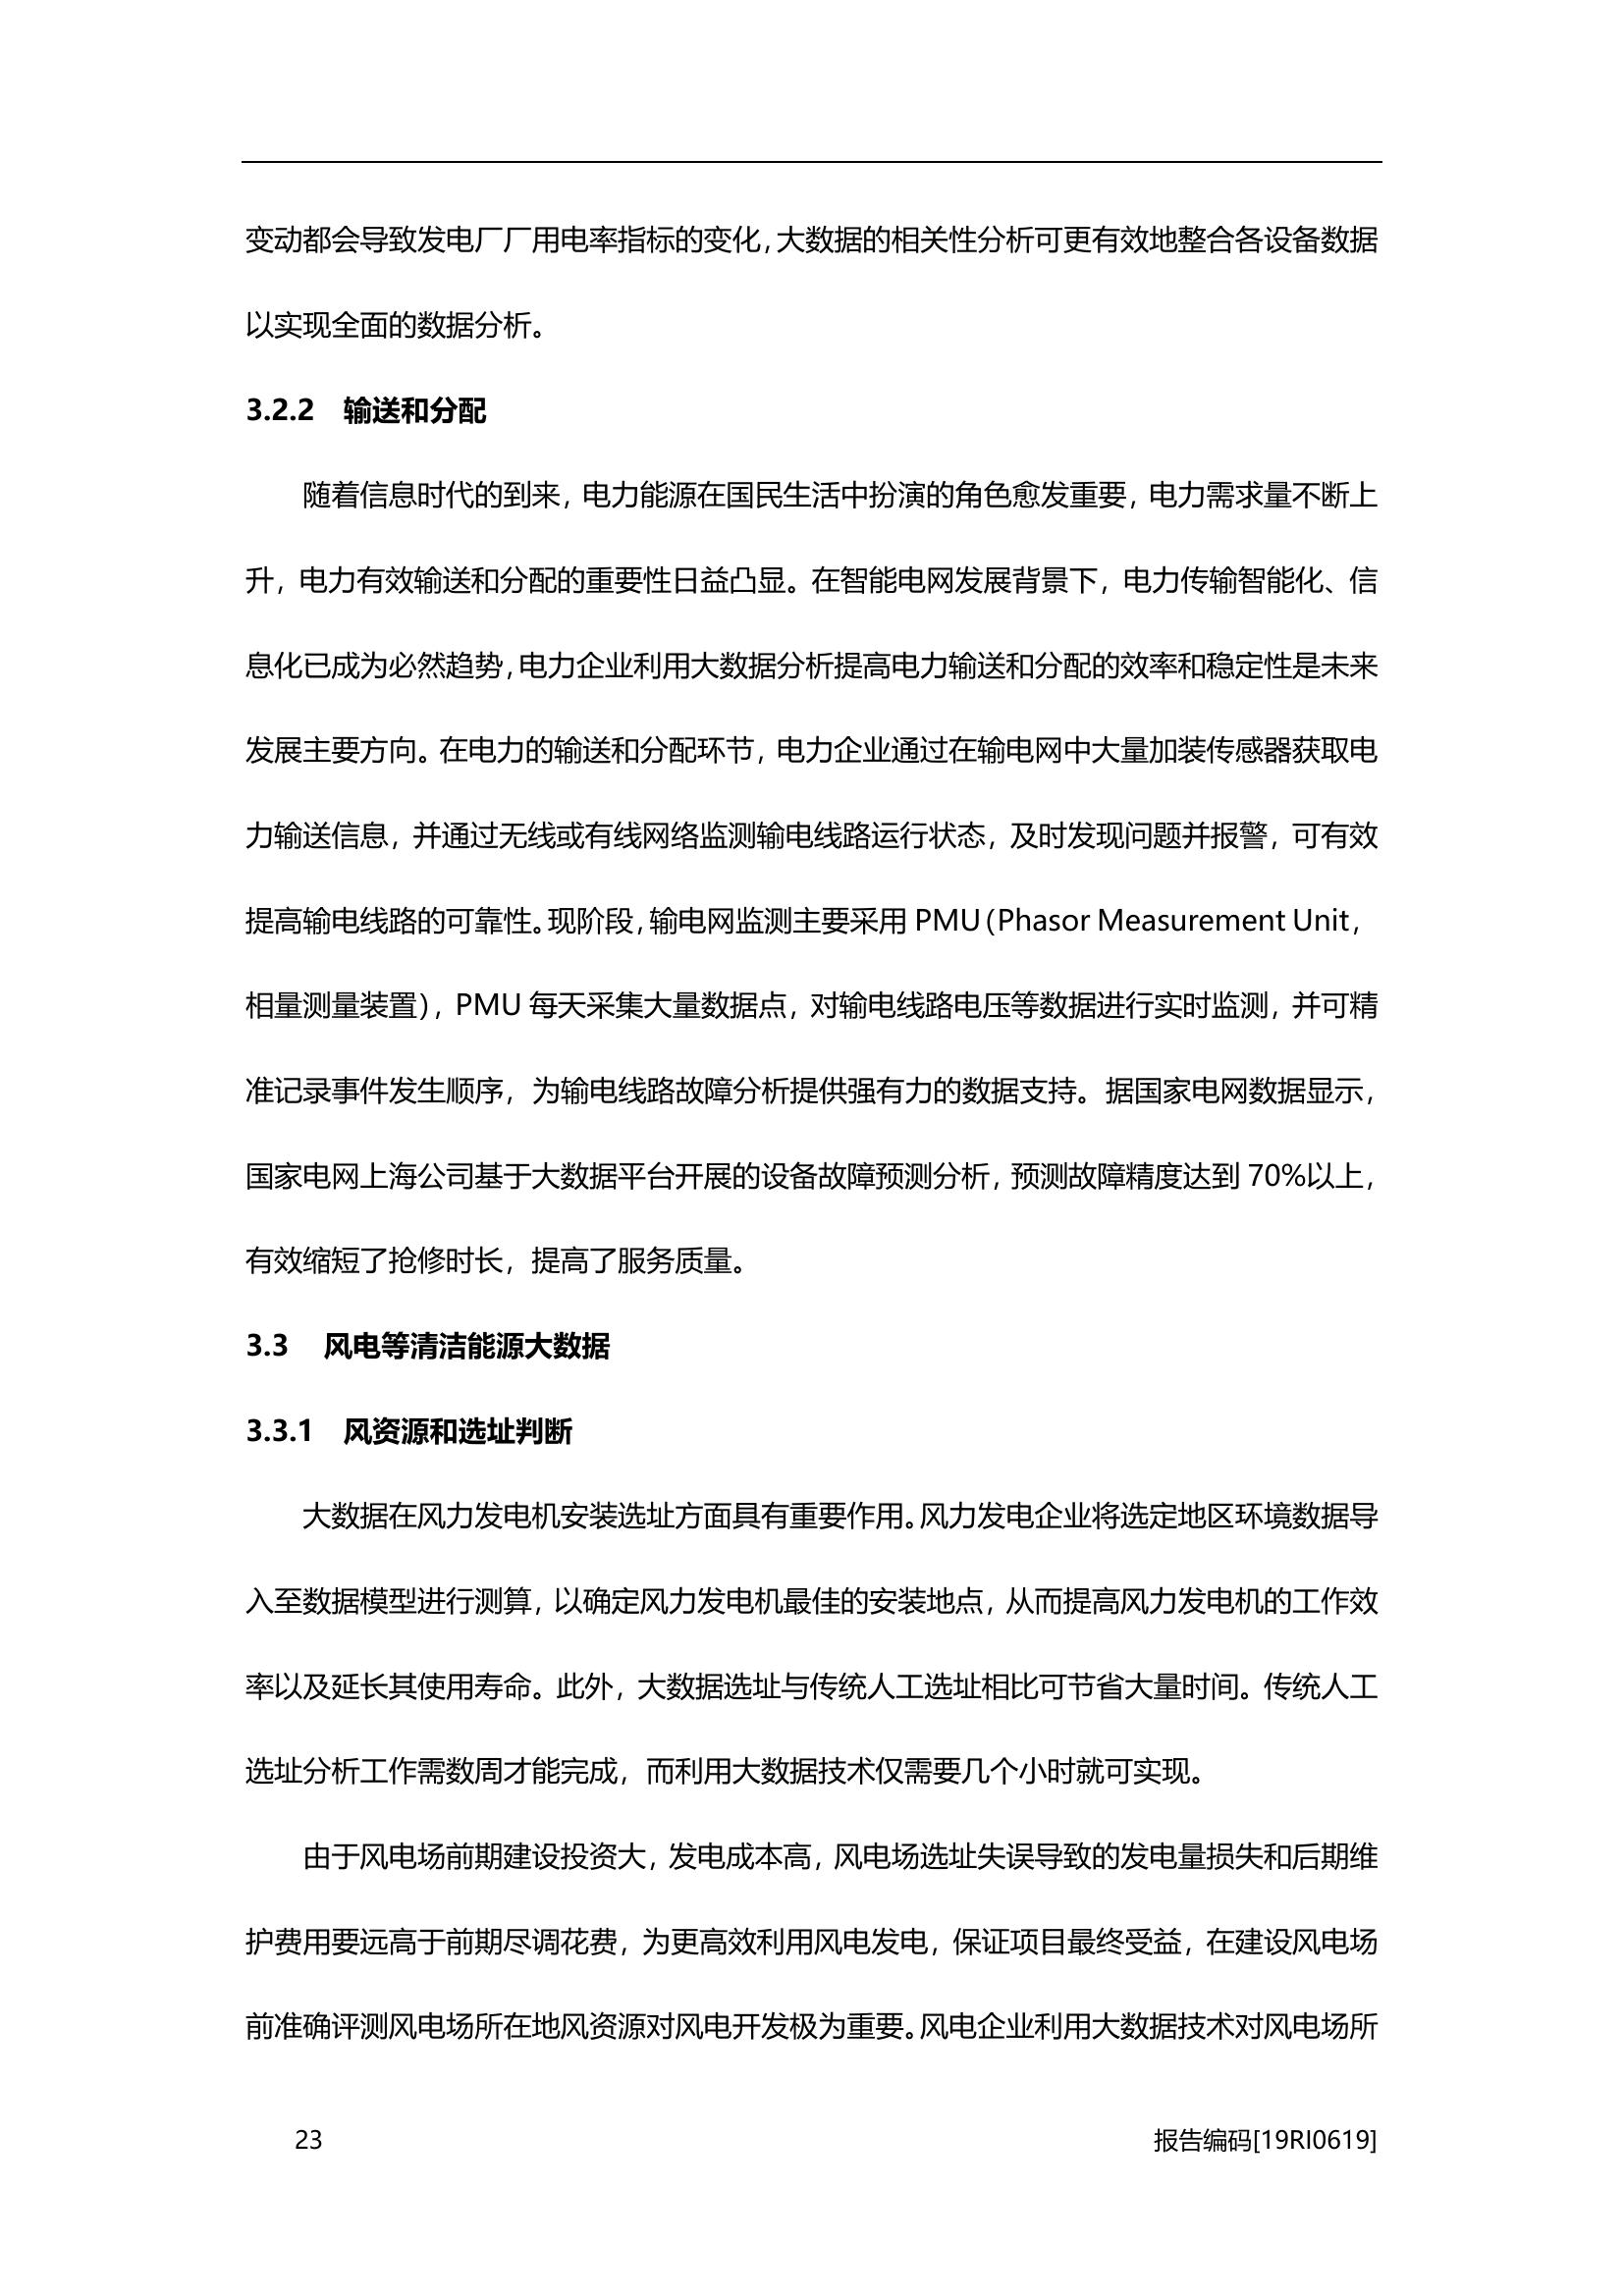 变动都会导致发电厂厂用电率指标的变化，大数据的相关性分析可更有效地整合各设备数据
以实现全面的数据分析。
3.2.2 输送和分配
随着信息时代的到来，电力能源在国民生活中扮演的角色愈发重要，电力需求量不断上
升，电力有效输送和分配的重要性日益凸显。在智能电网发展背景下，电力传输智能化、信
息化已成为必然趋势，电力企业利用大数据分析提高电力输送和分配的效率和稳定性是未来
发展主要方向。在电力的输送和分配环节，电力企业通过在输电网中大量加装传感器获取电
力输送信息，并通过无线或有线网络监测输电线路运行状态，及时发现问题并报警，可有效
提高输电线路的可靠性。现阶段，输电网监测主要采用 PMU（Phasor Measurement Unit，
相量测量装置），PMU 每天采集大量数据点，对输电线路电压等数据进行实时监测，并可精
准记录事件发生顺序，为输电线路故障分析提供强有力的数据支持。据国家电网数据显示，
国家电网上海公司基于大数据平台开展的设备故障预测分析，预测故障精度达到 70%以上，
有效缩短了抢修时长，提高了服务质量。
3.3 风电等清洁能源大数据
3.3.1 风资源和选址判断
大数据在风力发电机安装选址方面具有重要作用。风力发电企业将选定地区环境数据导
入至数据模型进行测算，以确定风力发电机最佳的安装地点，从而提高风力发电机的工作效
率以及延长其使用寿命。此外，大数据选址与传统人工选址相比可节省大量时间。传统人工
选址分析工作需数周才能完成，而利用大数据技术仅需要几个小时就可实现。
由于风电场前期建设投资大，发电成本高，风电场选址失误导致的发电量损失和后期维
护费用要远高于前期尽调花费，为更高效利用风电发电，保证项目最终受益，在建设风电场
前准确评测风电场所在地风资源对风电开发极为重要。风电企业利用大数据技术对风电场所
23 报告编码[19RI0619]